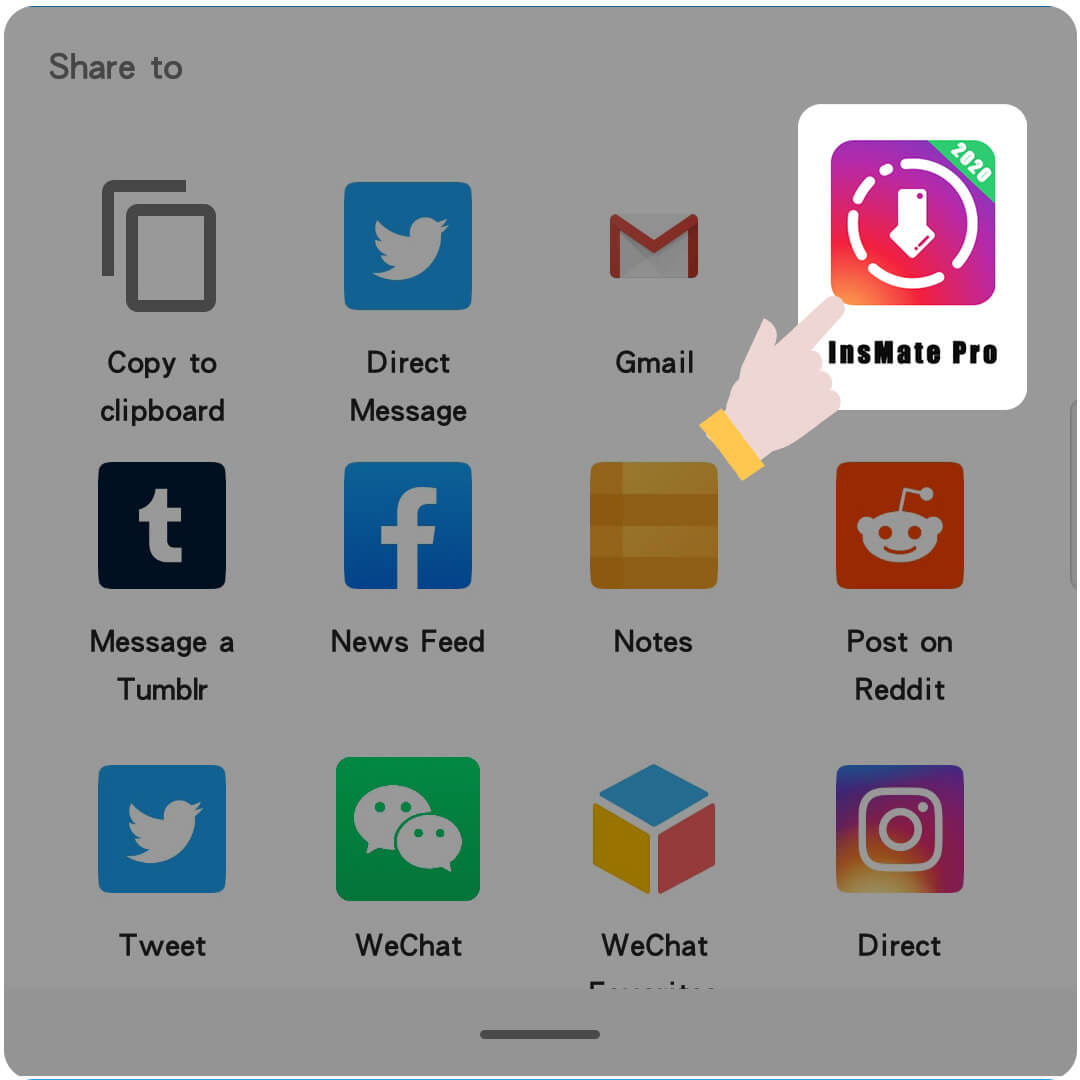 Share to
2020
Copy to
clipboard
Direct
Message
Gmail
InsMate Pro
Message a
Tumblr
News Feed
Notes
Post on
Reddit
Tweet
WeChat
WeChat
Direct